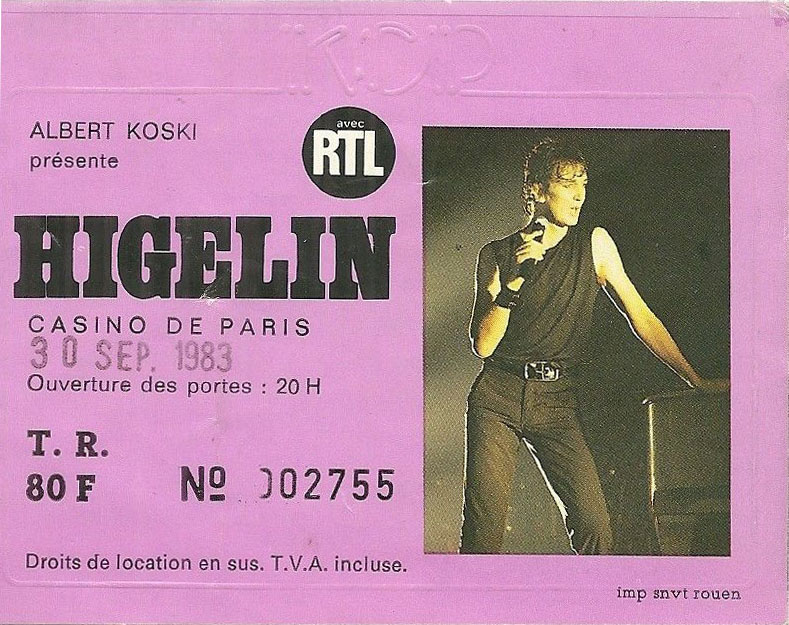 ALBERT KOSKI
présente
avec
RTL
HIGELIN
CASINO DE PARIS
30 SEP. 1983
Ouverture des portes : 20 H
T. R.
80 F
Nº 002755
Droits de location en sus. T.V.A. incluse.
imp snvt rouen